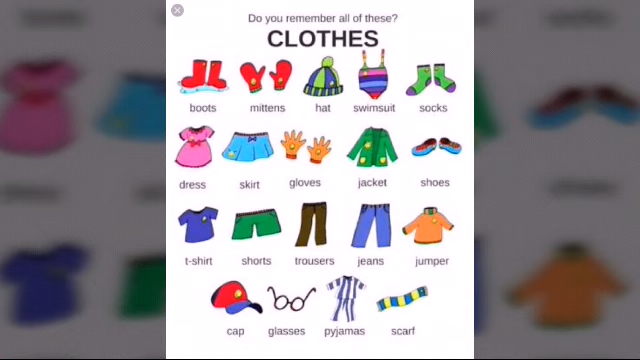 Do you remember all of these?
CLOTHES
boots mittens hat swimsuit socks
dress skirt gloves jacket shoes
t-shirt shorts trousers jeans jumper
cap glasses pyjamas scarf